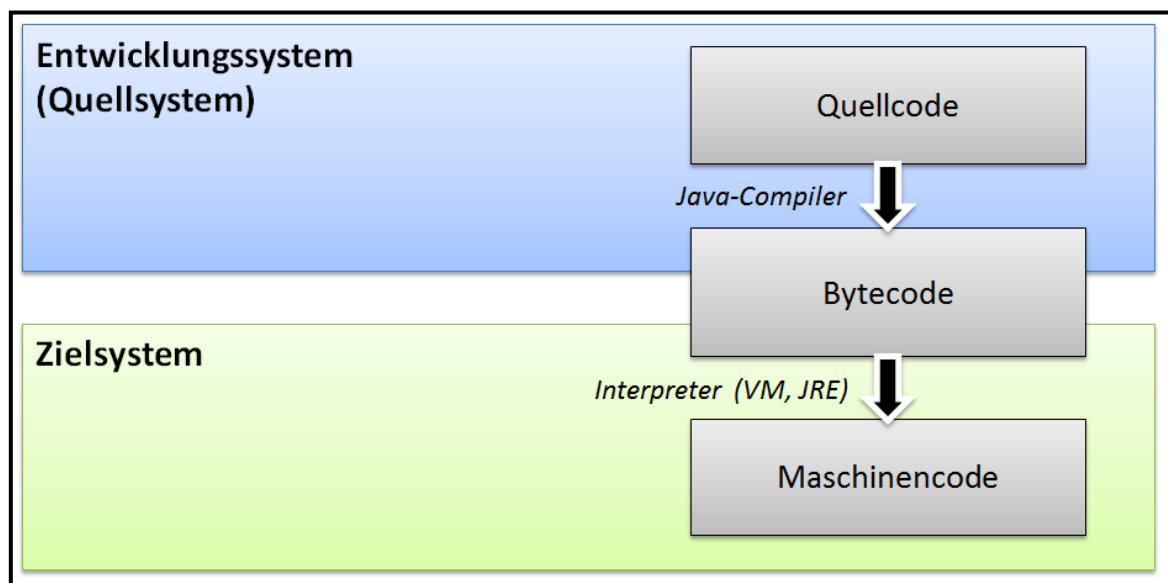 Entwicklungssystem
(Quellsystem)
Quellcode
Java-Compiler
Bytecode
Zielsystem
Interpreter (VM, JRE)
Maschinencode